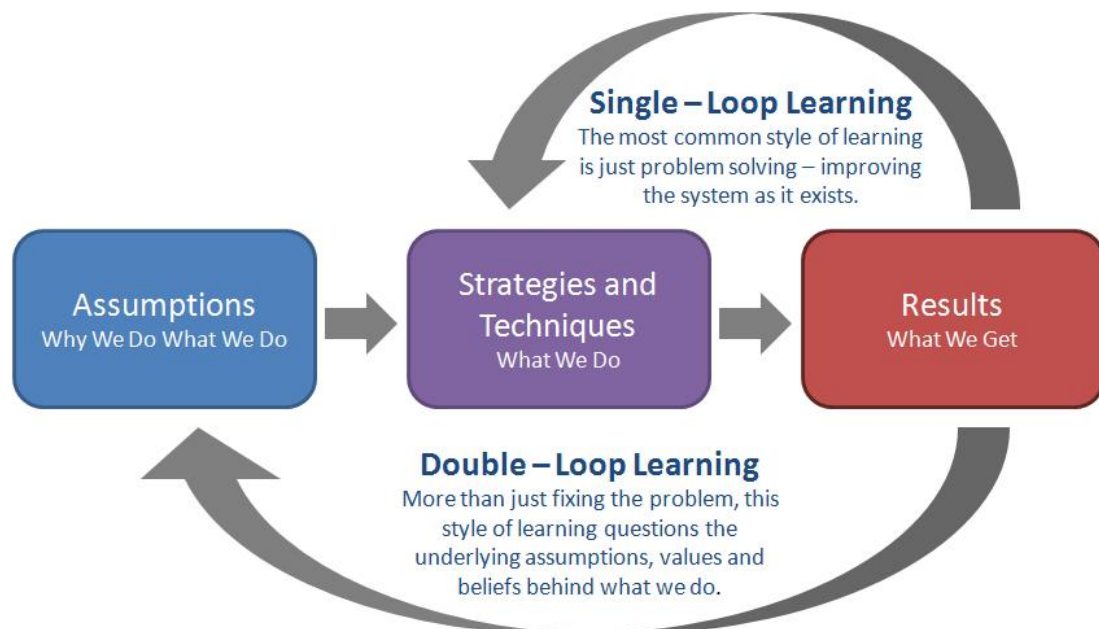 Single – Loop Learning
The most common style of learning
is just problem solving – improving
the system as it exists.
Assumptions
Why We Do What We Do
Strategies and
Techniques
What We Do
Results
What We Get
Double – Loop Learning
More than just fixing the problem, this
style of learning questions the
underlying assumptions, values and
beliefs behind what we do.